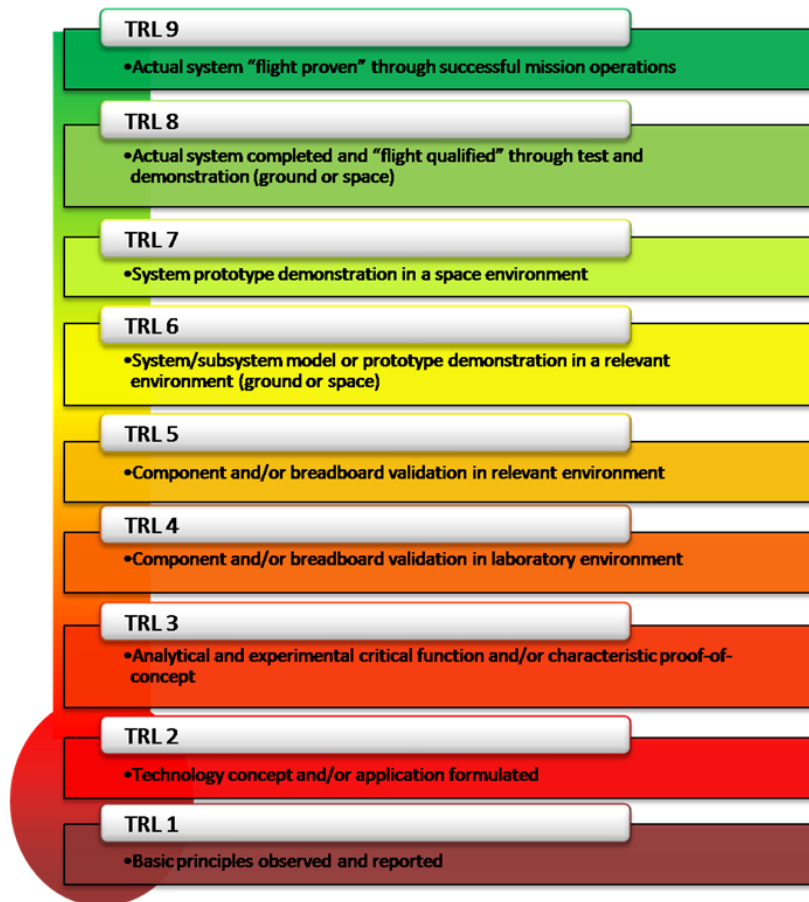 TRL 9
•Actual system “flight proven” through successful mission operations
TRL 8
•Actual system completed and “flight qualified” through test and
demonstration (ground or space)
TRL 7
•System prototype demonstration in a space environment
TRL 6
•System/subsystem model or prototype demonstration in a relevant
environment (ground or space)
TRL 5
•Component and/or breadboard validation in relevant environment
TRL 4
•Component and/or breadboard validation in laboratory environment
TRL 3
•Analytical and experimental critical function and/or characteristic proof-of-
concept
TRL 2
•Technology concept and/or application formulated
TRL 1
•Basic principles observed and reported